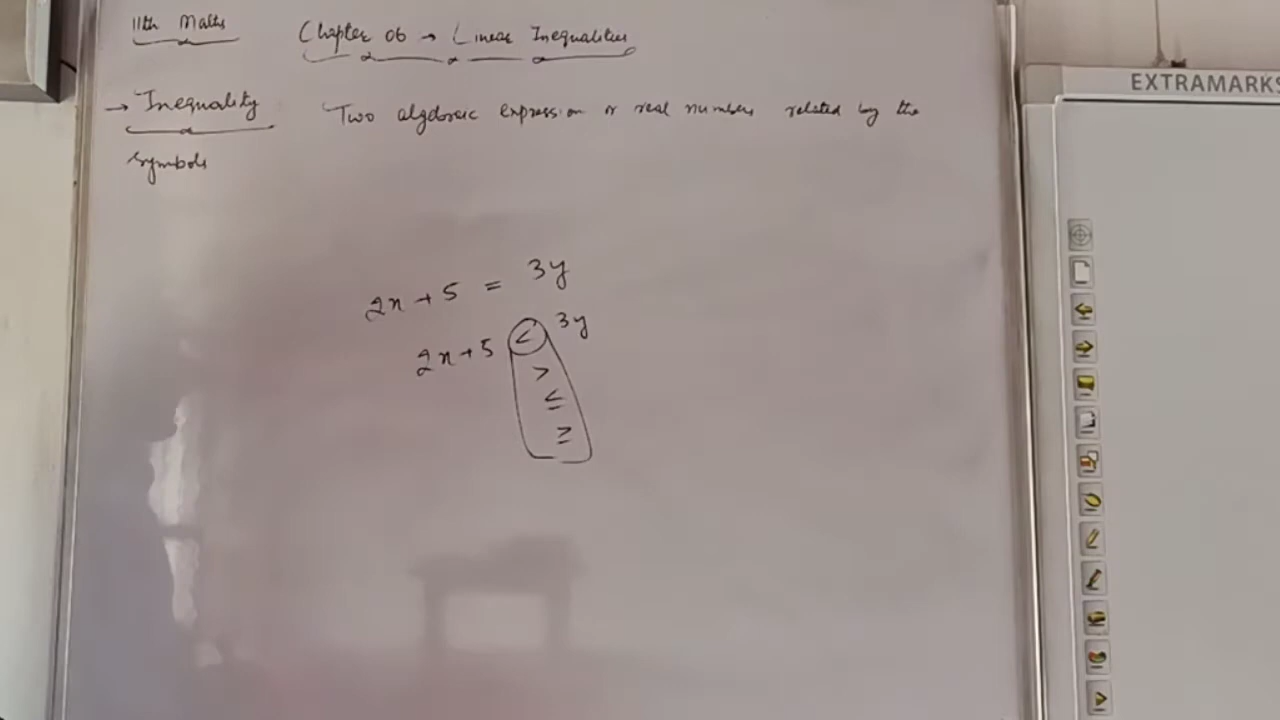 11th Maths Chapter 06 → Linear Inequalities
EXTRAMARKS
→ Inequality Two algebraic expression or real numbers related by the
symbols
2x + 5 = 3y
2x + 5 < 3y
>
≤
≥